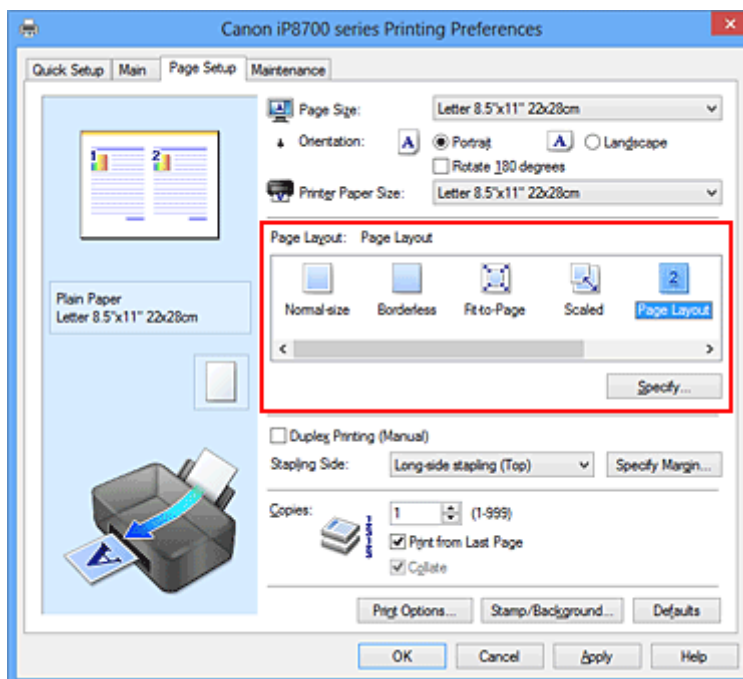 Canon iP8700 series Printing Preferences
Quick Setup Main Page Setup Maintenance
1 2
Plain Paper
Letter 8.5"x11" 22x28cm
A
Page Size: Letter 8.5"x11" 22x28cm
Orientation: A Portrait A Landscape
Rotate 180 degrees
Printer Paper Size: Letter 8.5"x11" 22x28cm
Page Layout: Page Layout
2
Normal-size Borderless Fit-to-Page Scaled Page Layout
Specify...
Duplex Printing (Manual)
Stapling Side: Long-side stapling (Top) Specify Margin...
Copies: 1 (1-999)
Print from Last Page
Collate
Print Options... Stamp/Background... Defaults
OK Cancel Apply Help